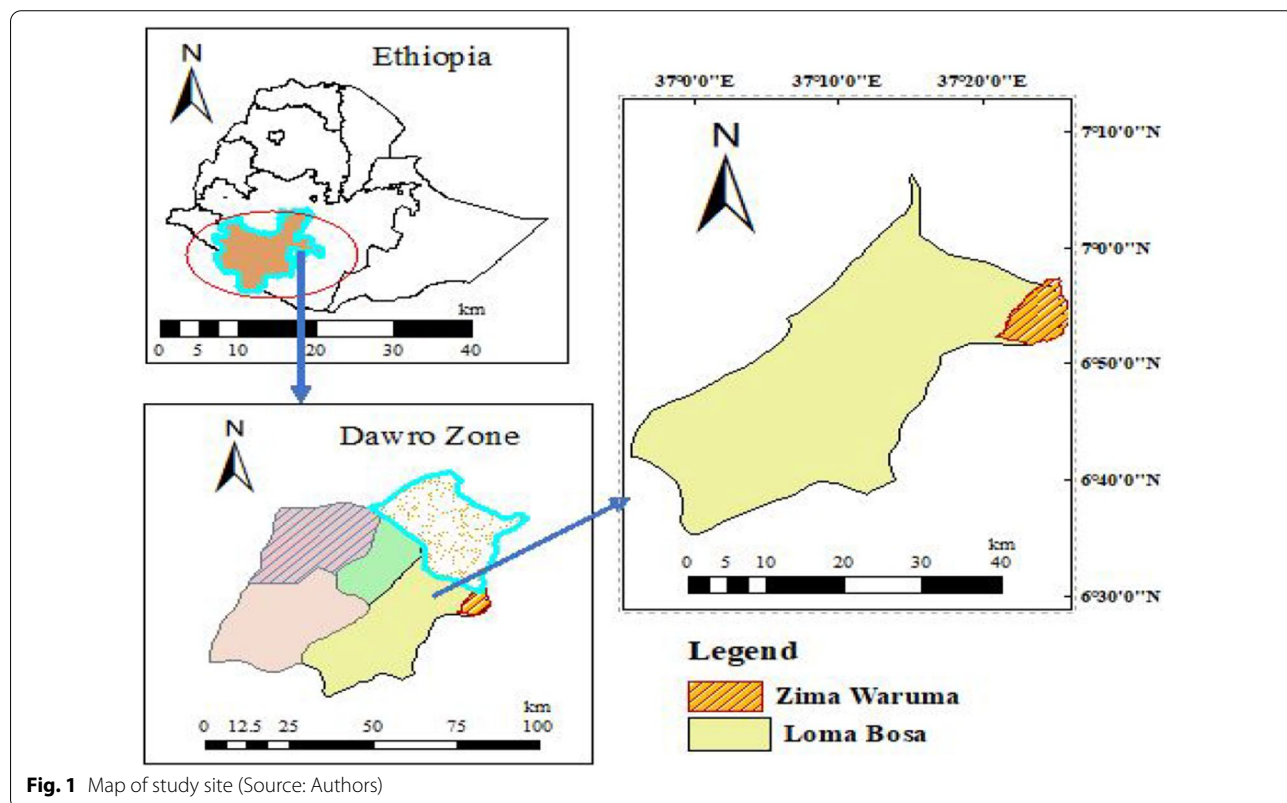 N
Ethiopia
km
0 5 10 20 30 40
N
Dawro Zone
km
0 12.5 25 50 75 100
37°0'0"E 37°10'0"E 37°20'0"E
N
7°10'0"N
7°0'0"N
6°50'0"N
6°40'0"N
6°30'0"N
km
0 5 10 20 30 40
Legend
Zima Waruma
Loma Bosa
Fig. 1 Map of study site (Source: Authors)